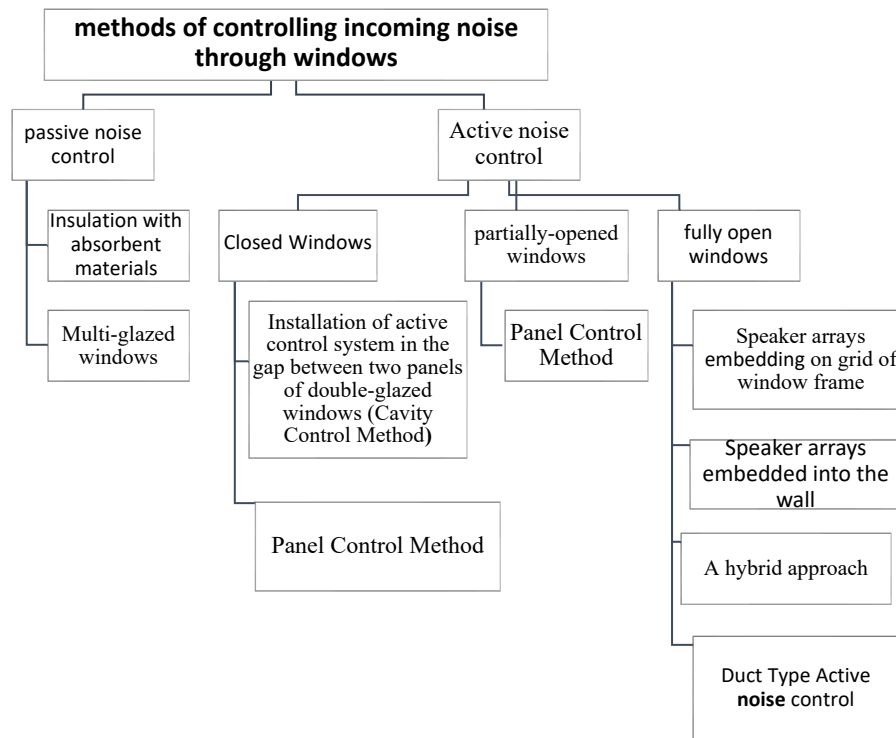 methods of controlling incoming noise
through windows
passive noise
control
Active noise
control
Insulation with
absorbent
materials
Multi-glazed
windows
Closed Windows
Installation of active
control system in the
gap between two panels
of double-glazed
windows (Cavity
Control Method)
Panel Control Method
partially-opened
windows
Panel Control
Method
fully open
windows
Speaker arrays
embedding on grid of
window frame
Speaker arrays
embedded into the
wall
A hybrid approach
Duct Type Active
noise control